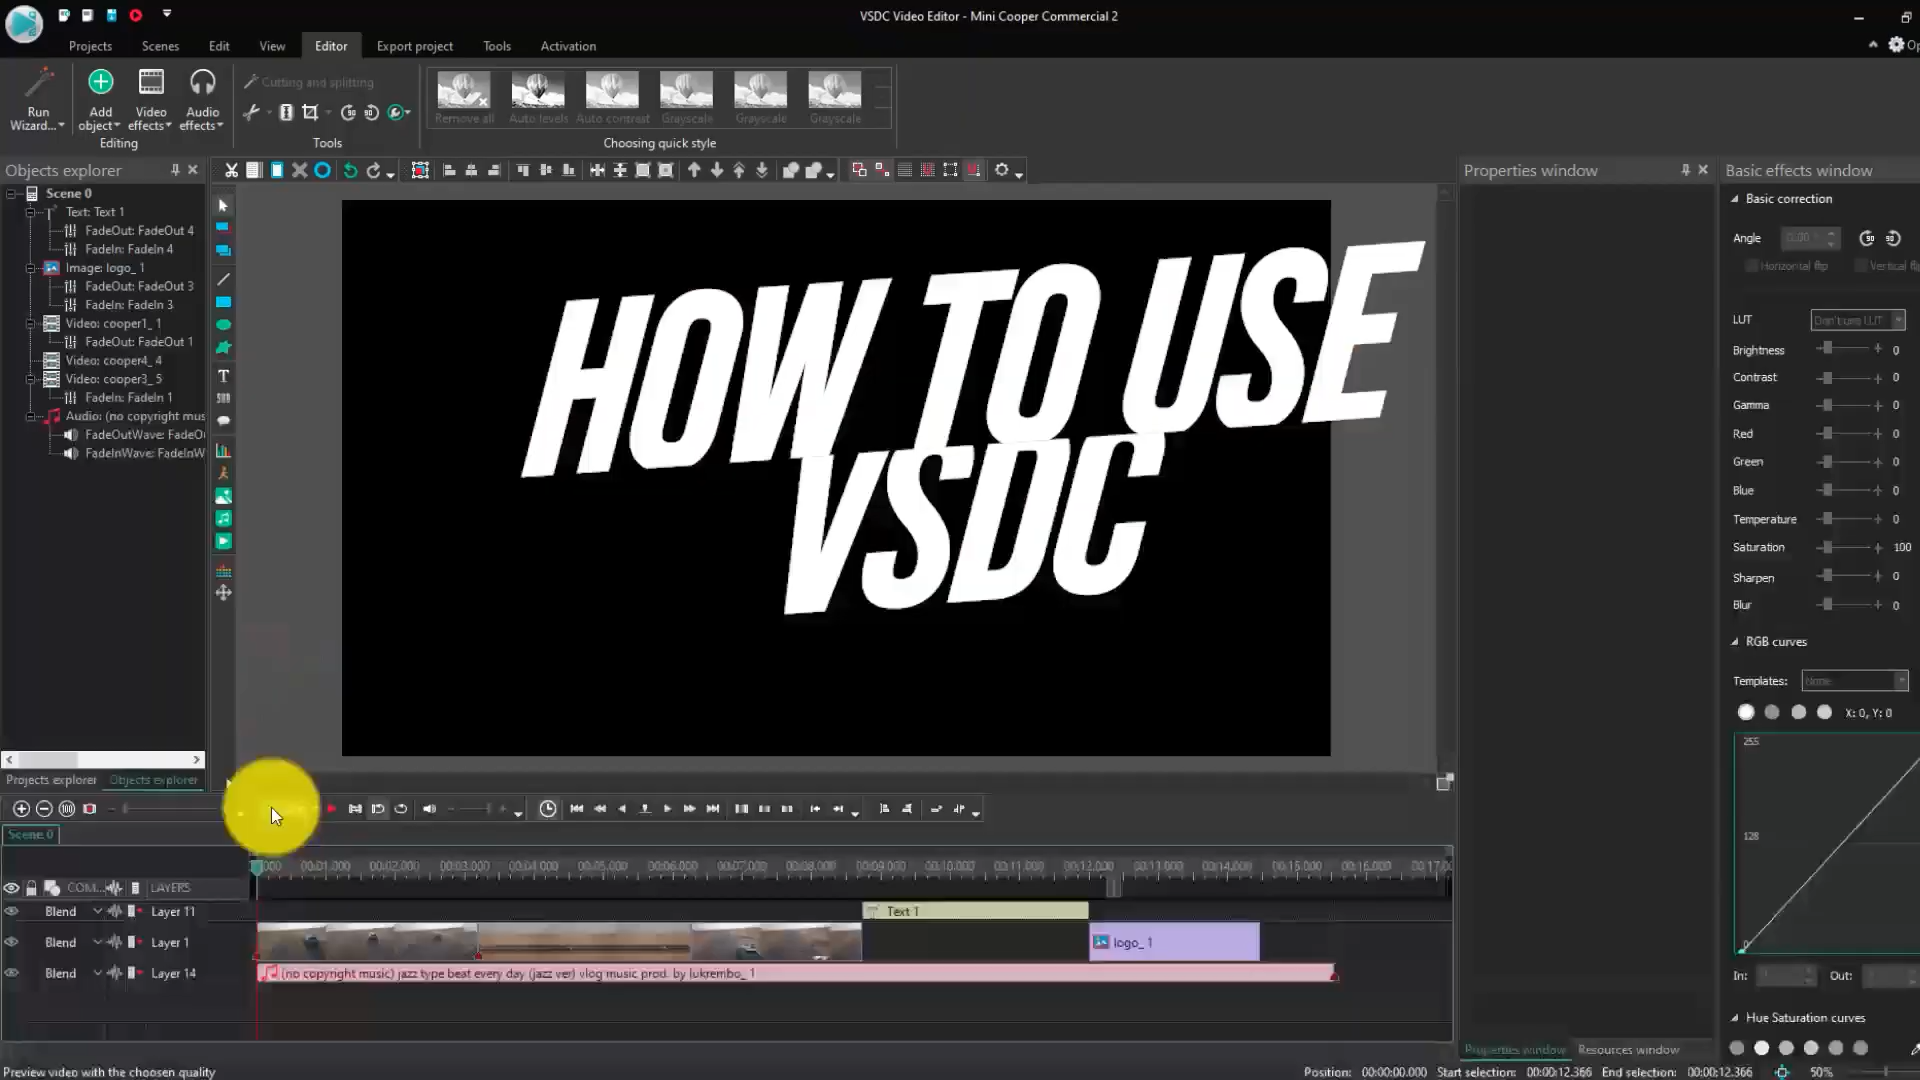 VSDC Video Editor - Mini Cooper Commercial 2
Projects Scenes Edit View Editor Export project Tools Activation
Cutting and splitting
Run Wizard...
Add object
Video effects
Audio effects
Remove all Auto levels Auto contrast Grayscale Grayscale Grayscale
Editing Tools Choosing quick style
Objects explorer
Scene 0
Text: Text 1
FadeOut: FadeOut 4
FadeIn: FadeIn 4
Image: logo_ 1
FadeOut: FadeOut 3
FadeIn: FadeIn 3
Video: cooper1_ 1
FadeOut: FadeOut 1
Video: cooper4_ 4
Video: cooper3_ 5
FadeIn: FadeIn 1
Audio: (no copyright mus
FadeOutWave: FadeO
FadeInWave: FadeInW
Projects explorer Objects explorer
HOW TO USE
VSDC
Properties window
Basic effects window
Basic correction
Angle 0.00
Horizontal flip Vertical flip
LUT Don't use LUT
Brightness 0
Contrast 0
Gamma 0
Red 0
Green 0
Blue 0
Temperature 0
Saturation 100
Sharpen 0
Blur 0
RGB curves
Templates: None
X: 0, Y: 0
255
128
0
In: Out:
Hue Saturation curves
Properties window Resources window
Scene 0
000 00:01.000 00:02.000 00:03.000 00:04.000 00:05.000 00:06.000 00:07.000 00:08.000 00:09.000 00:10.000 00:11.000 00:12.000 00:13.000 00:14.000 00:15.000 00:16.000 00:17.0
COM... LAYERS
Blend Layer 11 Text 1
Blend Layer 1 logo_ 1
Blend Layer 14 (no copyright music) jazz type beat every day (jazz ver) vlog music prod. by lukrembo_ 1
Preview video with the choosen quality
Position: 00:00:00.000 Start selection: 00:00:12.366 End selection: 00:00:12.366 50%